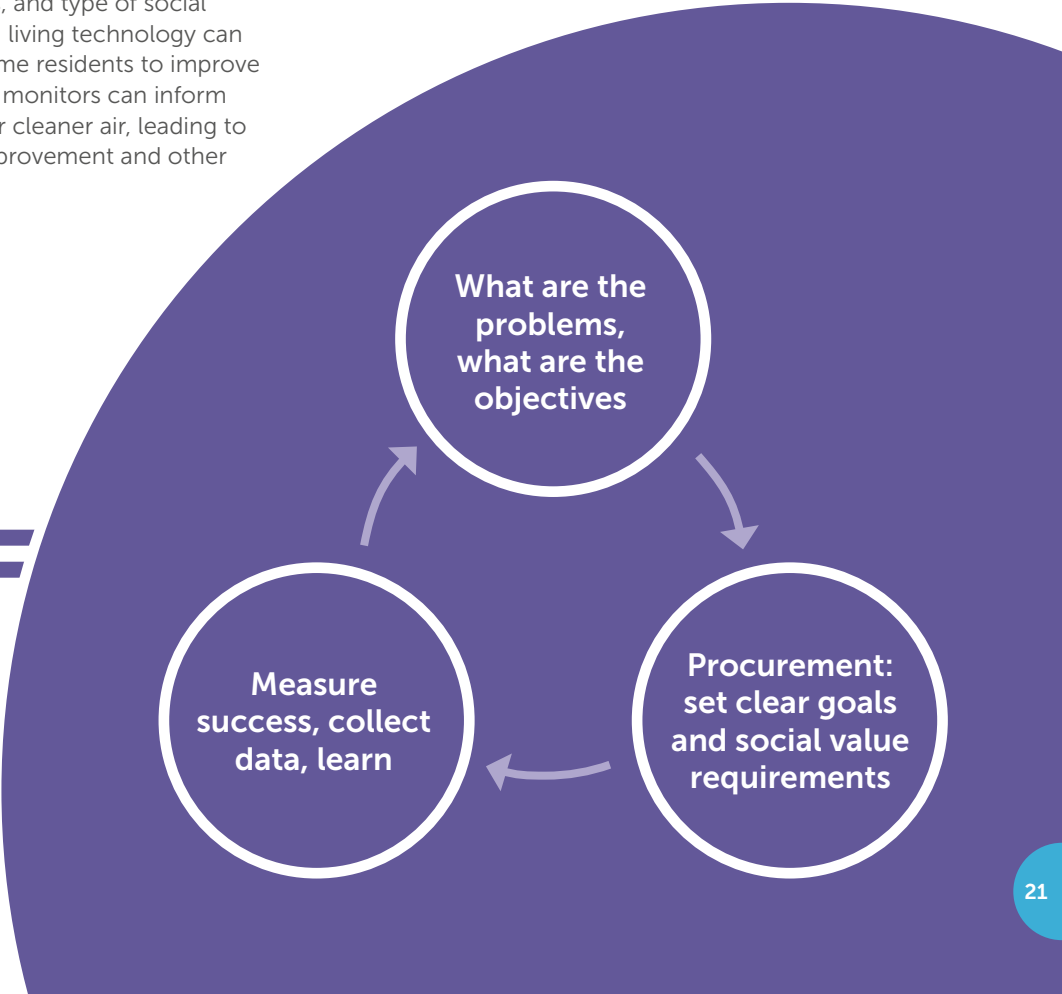 , and type of social
living technology can
me residents to improve
monitors can inform
r cleaner air, leading to
provement and other
What are the
problems,
what are the
objectives
Procurement:
set clear goals
and social value
requirements
Measure
success, collect
data, learn
21